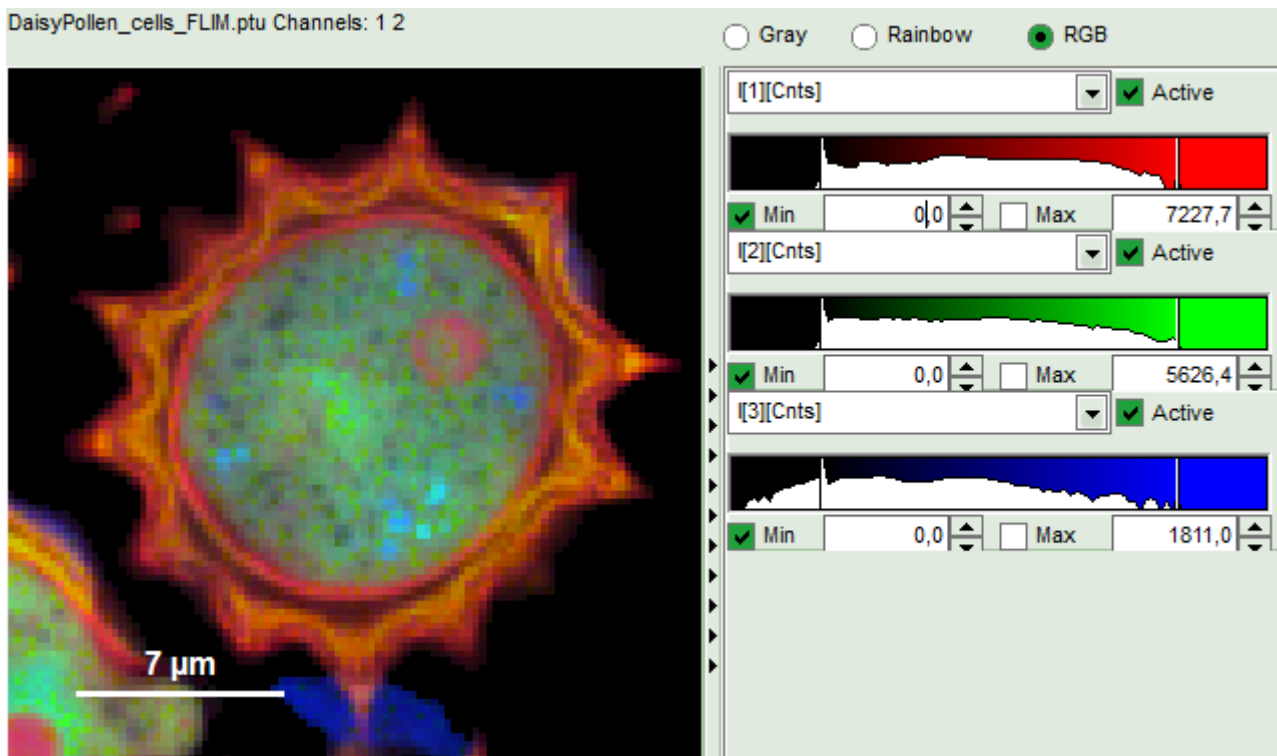 DaisyPollen_cells_FLIM.ptu Channels: 1 2
Gray Rainbow RGB
I[1][Cnts] Active
Min 0,0 Max 7227,7
I[2][Cnts] Active
Min 0,0 Max 5626,4
I[3][Cnts] Active
Min 0,0 Max 1811,0
7 µm